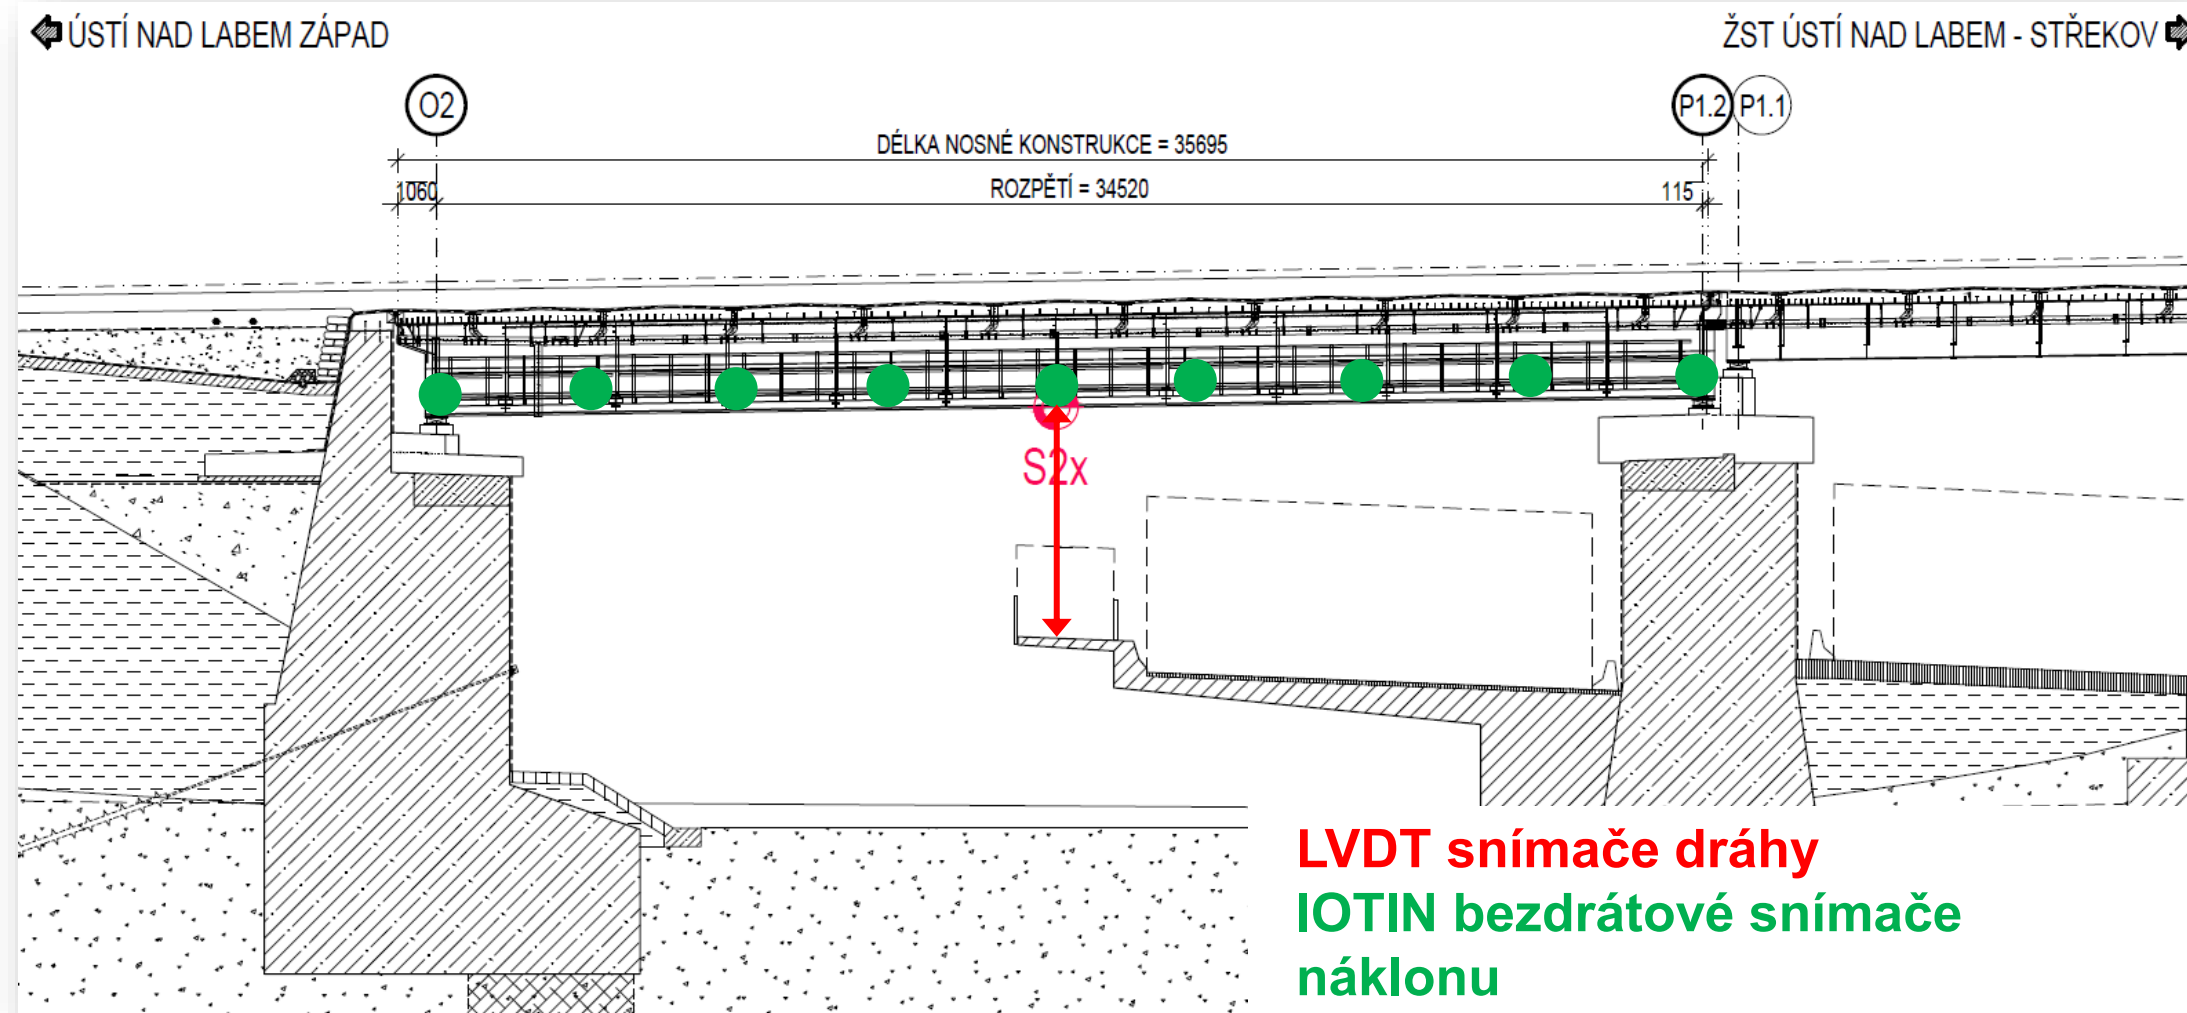 ÚSTÍ NAD LABEM ZÁPAD
ŽST ÚSTÍ NAD LABEM - STŘEKOV
O2
P1.2
P1.1
DÉLKA NOSNÉ KONSTRUKCE = 35695
1060
ROZPĚTÍ = 34520
115
S2x
LVDT snímače dráhy
IOTIN bezdrátové snímače
náklonu